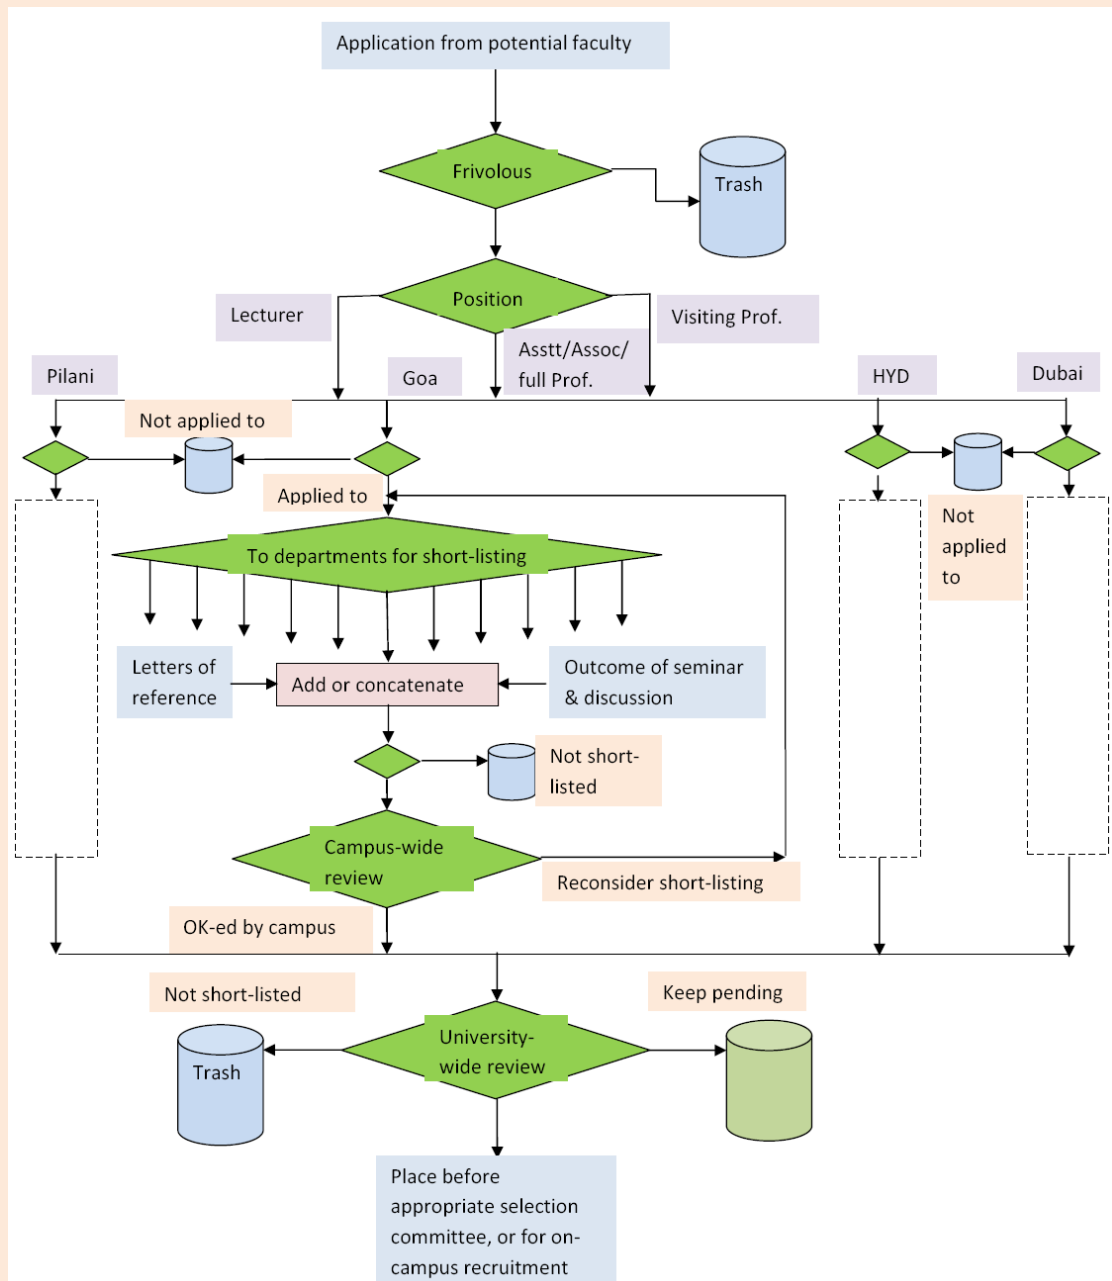 Application from potential faculty
Frivolous
Trash
Position
Lecturer
Visiting Prof.
Asstt/Assoc/
full Prof.
Pilani
Goa
HYD
Dubai
Not applied to
Applied to
Not
applied
to
To departments for short-listing
Letters of
reference
Add or concatenate
Outcome of seminar
& discussion
Not short-
listed
Campus-wide
review
Reconsider short-listing
OK-ed by campus
Not short-listed
Keep pending
University-
wide review
Trash
Place before
appropriate selection
committee, or for on-
campus recruitment